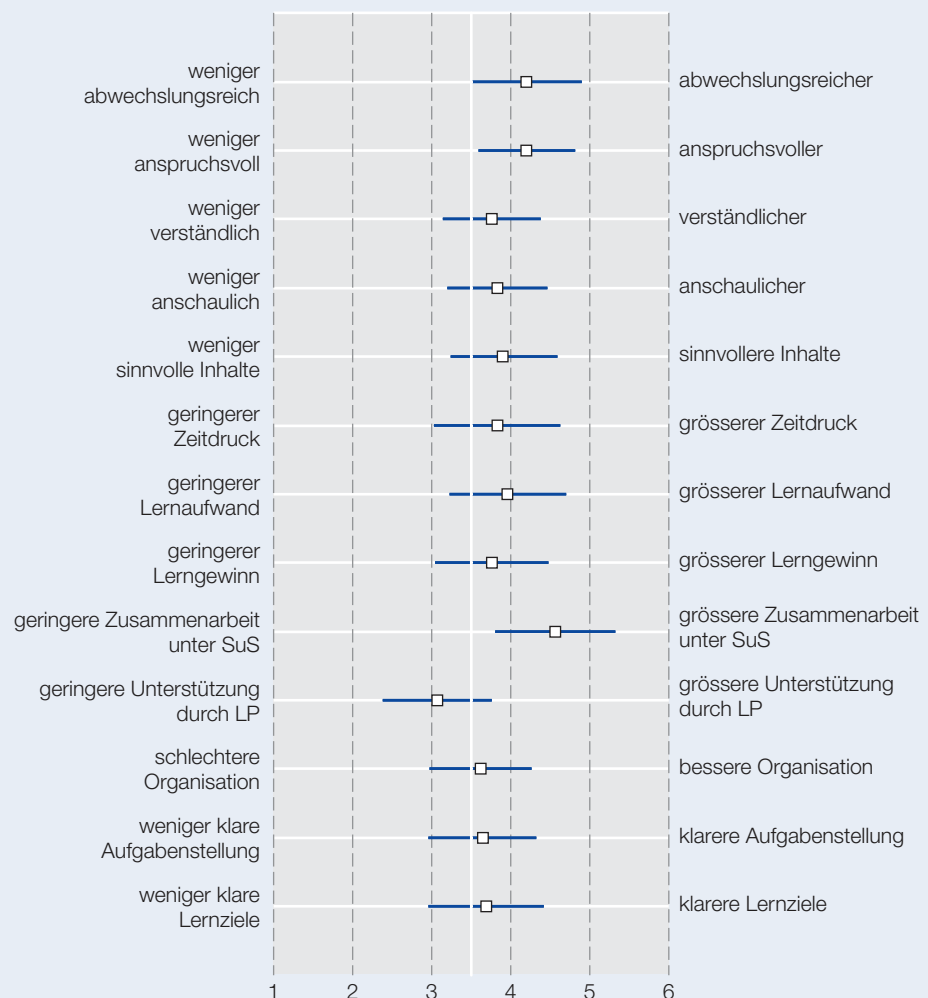 weniger
abwechslungsreich
abwechslungsreicher
weniger
anspruchsvoll
anspruchsvoller
weniger
verständlich
verständlicher
weniger
anschaulich
anschaulicher
weniger
sinnvolle Inhalte
sinnvollere Inhalte
geringerer
Zeitdruck
grösserer Zeitdruck
geringerer
Lernaufwand
grösserer Lernaufwand
geringerer
Lerngewinn
grösserer Lerngewinn
geringere Zusammenarbeit
unter SuS
grössere Zusammenarbeit
unter SuS
geringere Unterstützung
durch LP
grössere Unterstützung
durch LP
schlechtere
Organisation
bessere Organisation
weniger klare
Aufgabenstellung
klarere Aufgabenstellung
weniger klare
Lernziele
klarere Lernziele
1 2 3 4 5 6